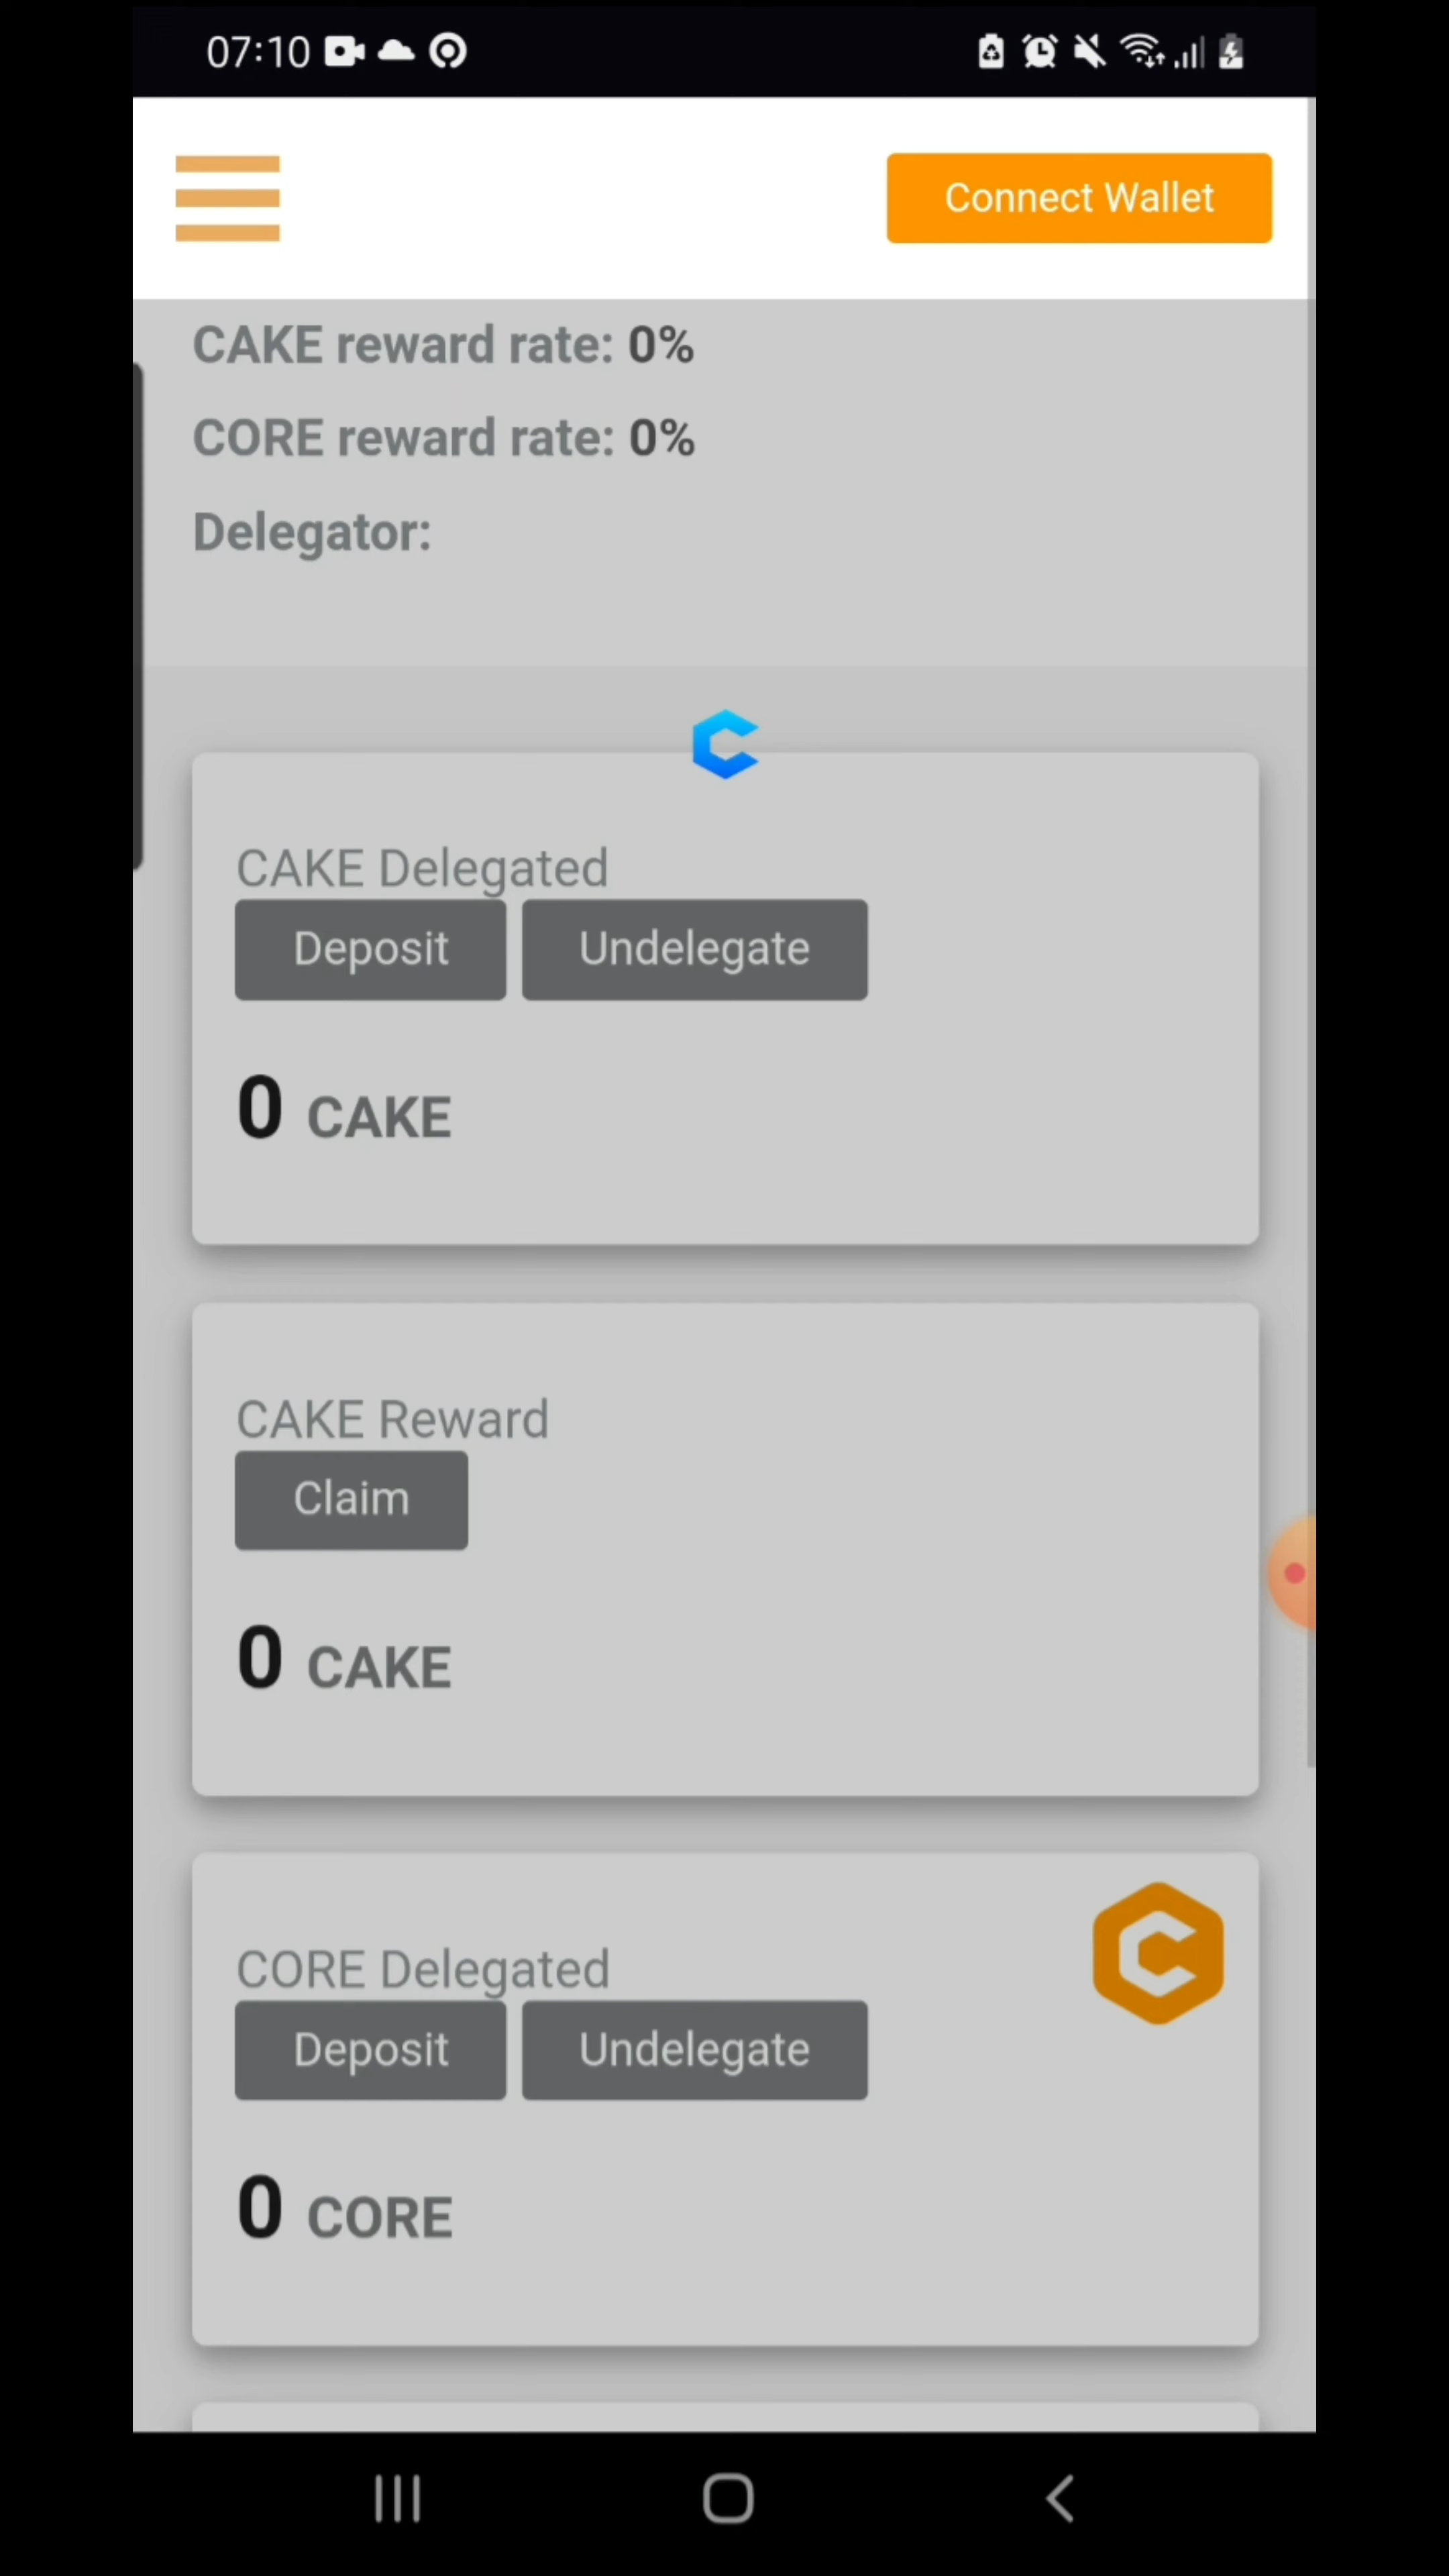 07:10
Connect Wallet
CAKE reward rate: 0%
CORE reward rate: 0%
Delegator:
CAKE Delegated
Deposit Undelegate
0 CAKE
CAKE Reward
Claim
0 CAKE
CORE Delegated
Deposit Undelegate
0 CORE